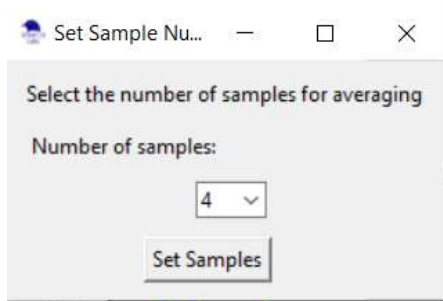 Set Sample Nu...
Select the number of samples for averaging
Number of samples:
4
Set Samples